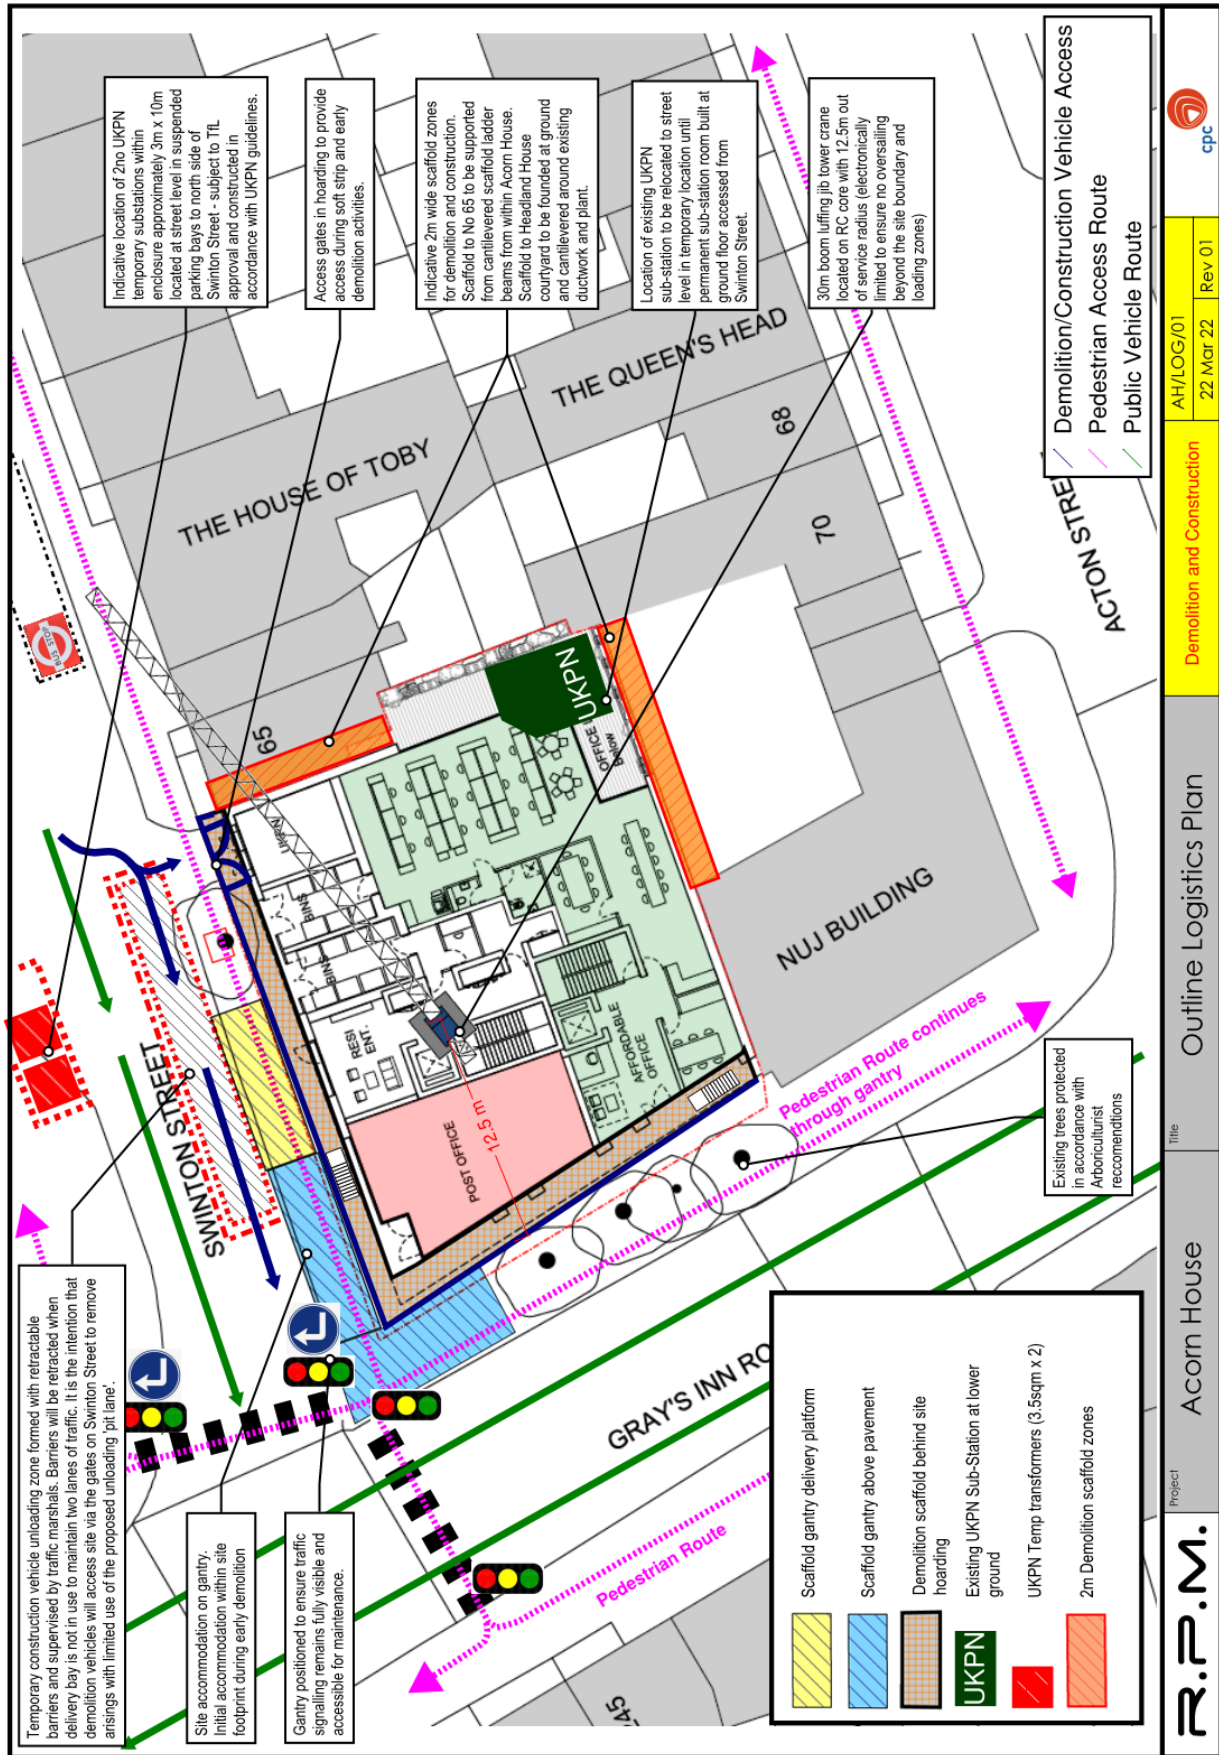 Temporary construction vehicle unloading zone formed with retractable
barriers and supervised by traffic marshals. Barriers will be retracted when
delivery bay is not in use to maintain two lanes of traffic. It is the intention that
demolition vehicles will access site via the gates on Swinton Street to remove
arisings with limited use of the proposed unloading 'pit lane'.
Site accommodation on gantry.
Initial accommodation within site
footprint during early demolition
Gantry positioned to ensure traffic
signalling remains fully visible and
accessible for maintenance.
Indicative location of 2no UKPN
temporary substations within
enclosure approximately 3m x 10m
located at street level in suspended
parking bays to north side of
Swinton Street - subject to TfL
approval and constructed in
accordance with UKPN guidelines.
Access gates in hoarding to provide
access during soft strip and early
demolition activities.
Indicative 2m wide scaffold zones
for demolition and construction.
Scaffold to No 65 to be supported
from cantilevered scaffold ladder
beams from within Acorn House.
Scaffold to Headland House
courtyard to be founded at ground
and cantilevered around existing
ductwork and plant.
Location of existing UKPN
sub-station to be relocated to street
level in temporary location until
permanent sub-station room built at
ground floor accessed from
Swinton Street.
30m boom luffing jib tower crane
located on RC core with 12.5m out
of service radius (electronically
limited to ensure no oversailing
beyond the site boundary and
loading zones)
BUS STOP
SWINTON STREET
THE HOUSE OF TOBY
THE QUEEN'S HEAD
65
68
70
UKPN
BINS
BINS
RESI
ENT.
POST OFFICE
12.5 m
AFFORDABLE
OFFICE
OFFICE
Below
UKPN
NUJ BUILDING
ACTON STREE
GRAY'S INN RO
245
Pedestrian Route
Pedestrian Route continues
through gantry
Existing trees protected
in accordance with
Arboriculturist
reccomendtions
Scaffold gantry delivery platform
Scaffold gantry above pavement
Demolition scaffold behind site
hoarding
UKPN
Existing UKPN Sub-Station at lower
ground
UKPN Temp transformers (3.5sqm x 2)
2m Demolition scaffold zones
Demolition/Construction Vehicle Access
Pedestrian Access Route
Public Vehicle Route
R.P.M.
Project
Acorn House
Title
Outline Logistics Plan
Demolition and Construction
AH/LOG/01
22 Mar 22
Rev 01
cpc